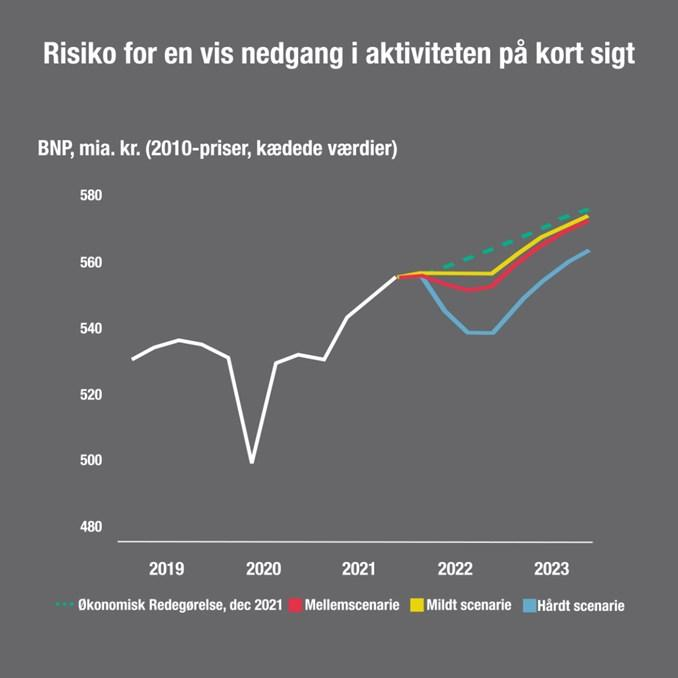 Risiko for en vis nedgang i aktiviteten på kort sigt
BNP, mia. kr. (2010-priser, kædede værdier)
580
560
540
520
500
480
2019 2020 2021 2022 2023
Økonomisk Redegørelse, dec 2021 Mellemscenarie Mildt scenarie Hårdt scenarie